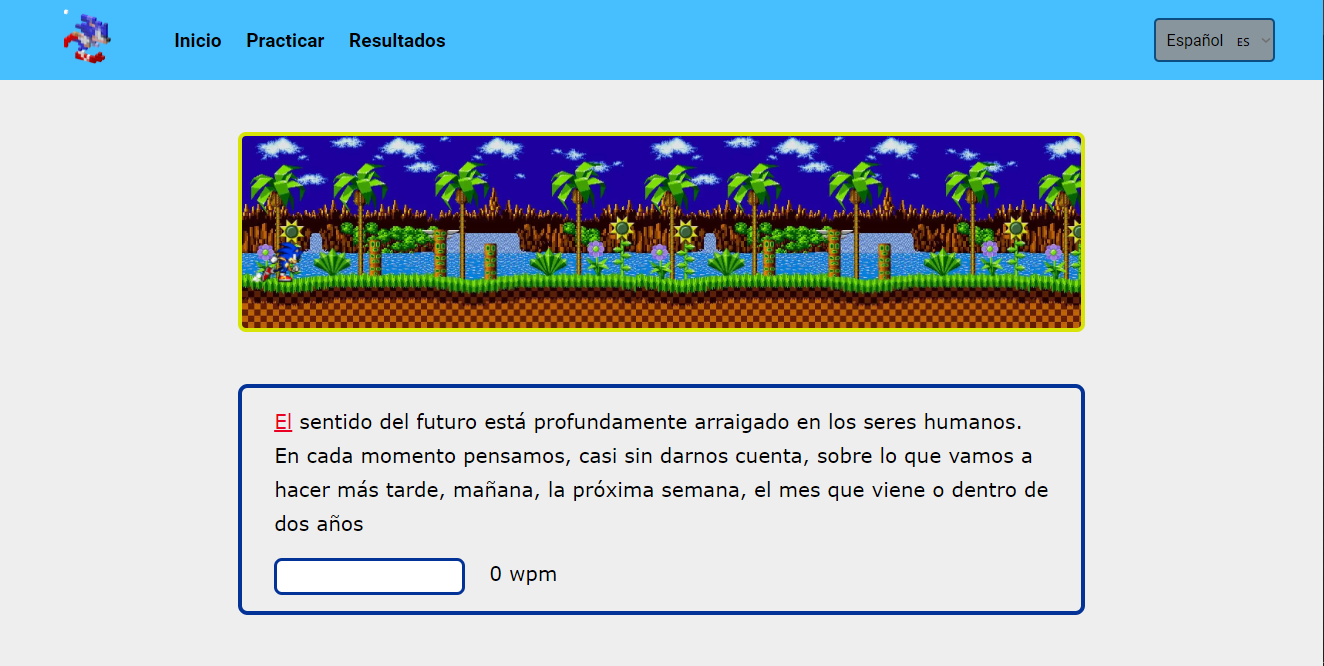 Inicio Practicar Resultados Español ES
El sentido del futuro está profundamente arraigado en los seres humanos.
En cada momento pensamos, casi sin darnos cuenta, sobre lo que vamos a
hacer más tarde, mañana, la próxima semana, el mes que viene o dentro de
dos años
0 wpm